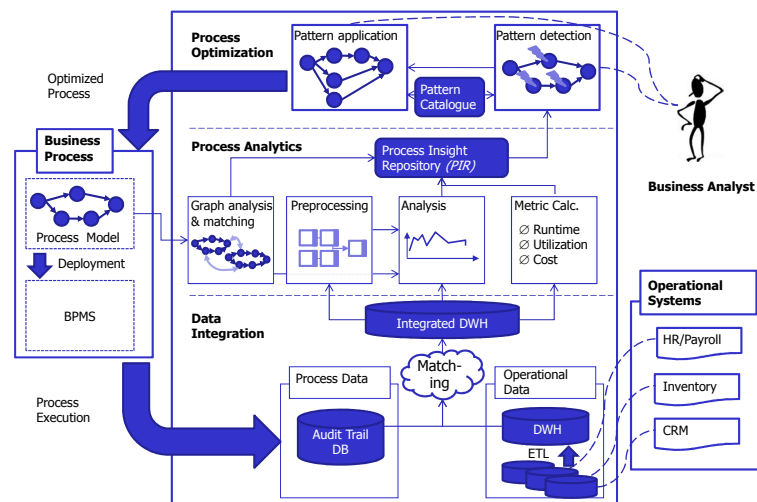 Process
Optimization
Pattern application
Pattern detection
Optimized
Process
Pattern
Catalogue
Business
Process
Process Analytics
Process Insight
Repository (PIR)
Business Analyst
Graph analysis
& matching
Preprocessing
Analysis
Metric Calc.
∅ Runtime
∅ Utilization
∅ Cost
Process Model
Deployment
BPMS
Data
Integration
Integrated DWH
Operational
Systems
HR/Payroll
Inventory
CRM
Match-
ing
Process Data
Operational
Data
Process
Execution
Audit Trail
DB
DWH
ETL